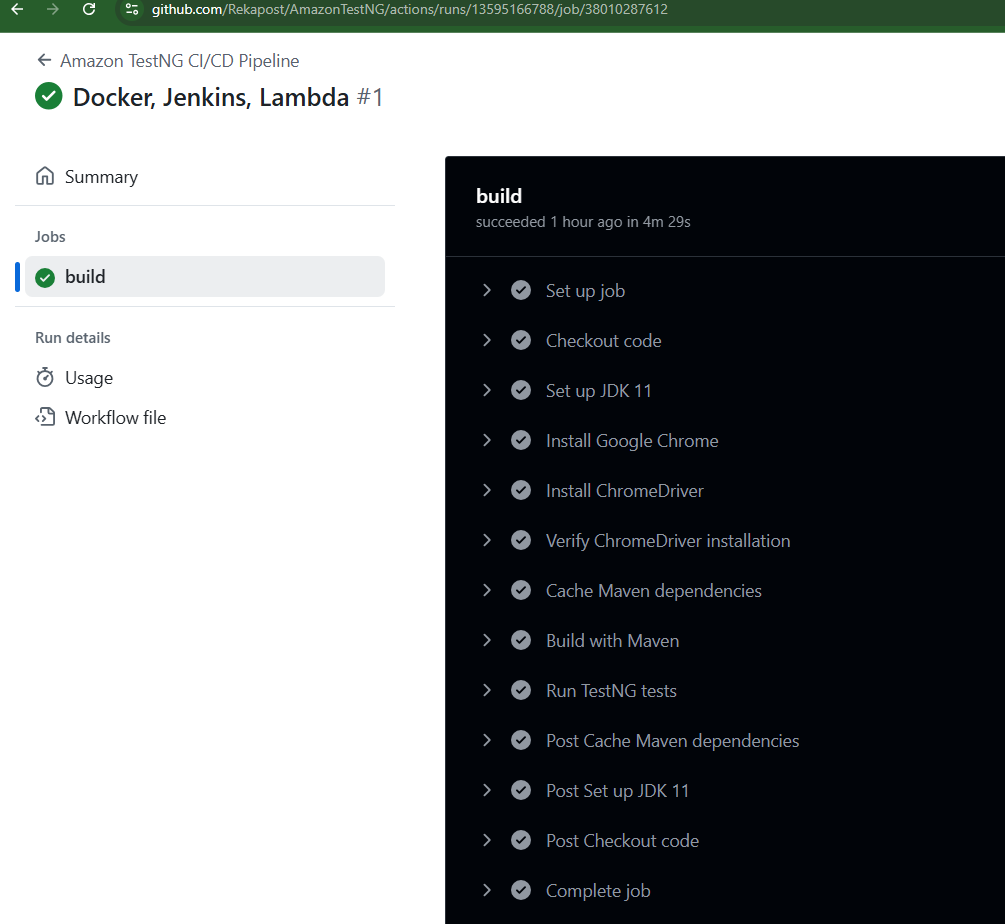 github.com/Rekapost/AmazonTestNG/actions/runs/13595166788/job/38010287612
Amazon TestNG CI/CD Pipeline
Docker, Jenkins, Lambda #1
Summary
Jobs
build
Run details
Usage
Workflow file
build
succeeded 1 hour ago in 4m 29s
Set up job
Checkout code
Set up JDK 11
Install Google Chrome
Install ChromeDriver
Verify ChromeDriver installation
Cache Maven dependencies
Build with Maven
Run TestNG tests
Post Cache Maven dependencies
Post Set up JDK 11
Post Checkout code
Complete job